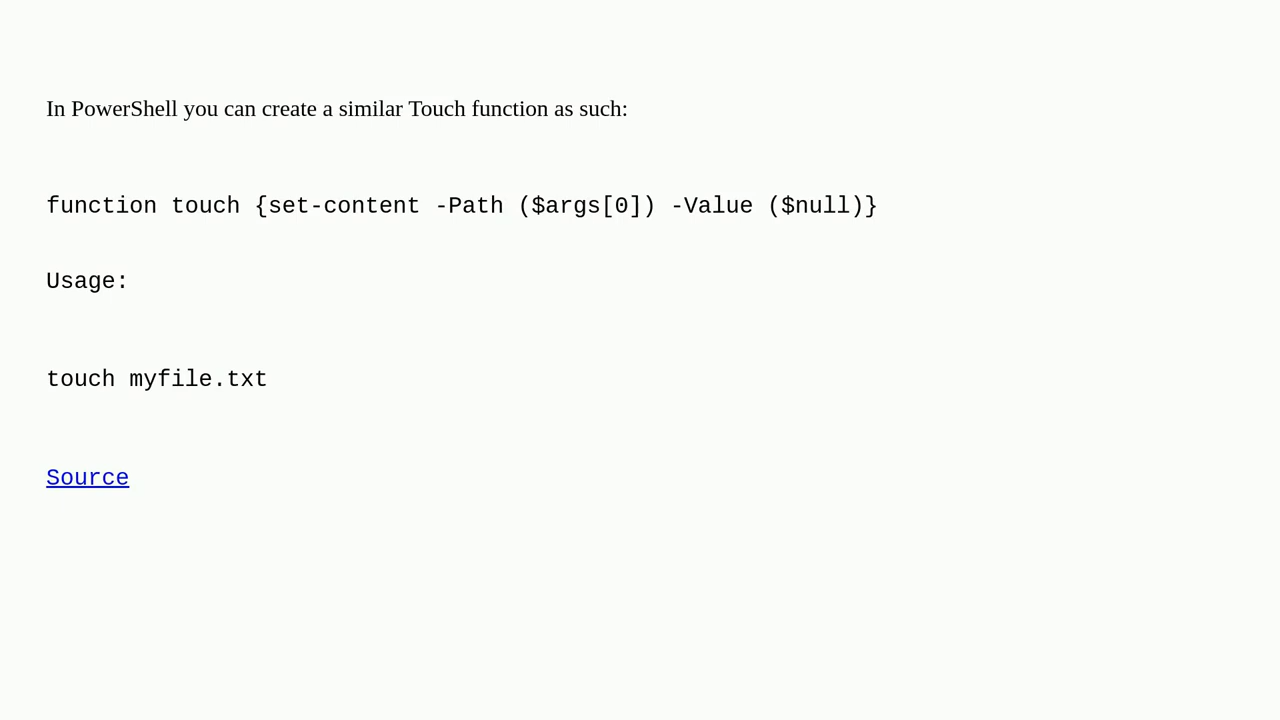 In PowerShell you can create a similar Touch function as such:
function touch {set-content -Path ($args[0]) -Value ($null)}
Usage:
touch myfile.txt
Source